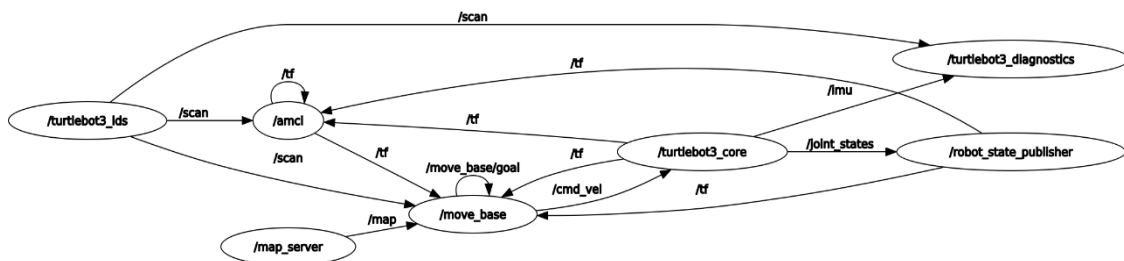 /scan
/turtlebot3_diagnostics
/tf
/tf
/imu
/scan
/turtlebot3_lds
/amcl
/tf
/scan
/tf
/move_base/goal
/tf
/turtlebot3_core
/joint_states
/robot_state_publisher
/cmd_vel
/tf
/map
/move_base
/map_server